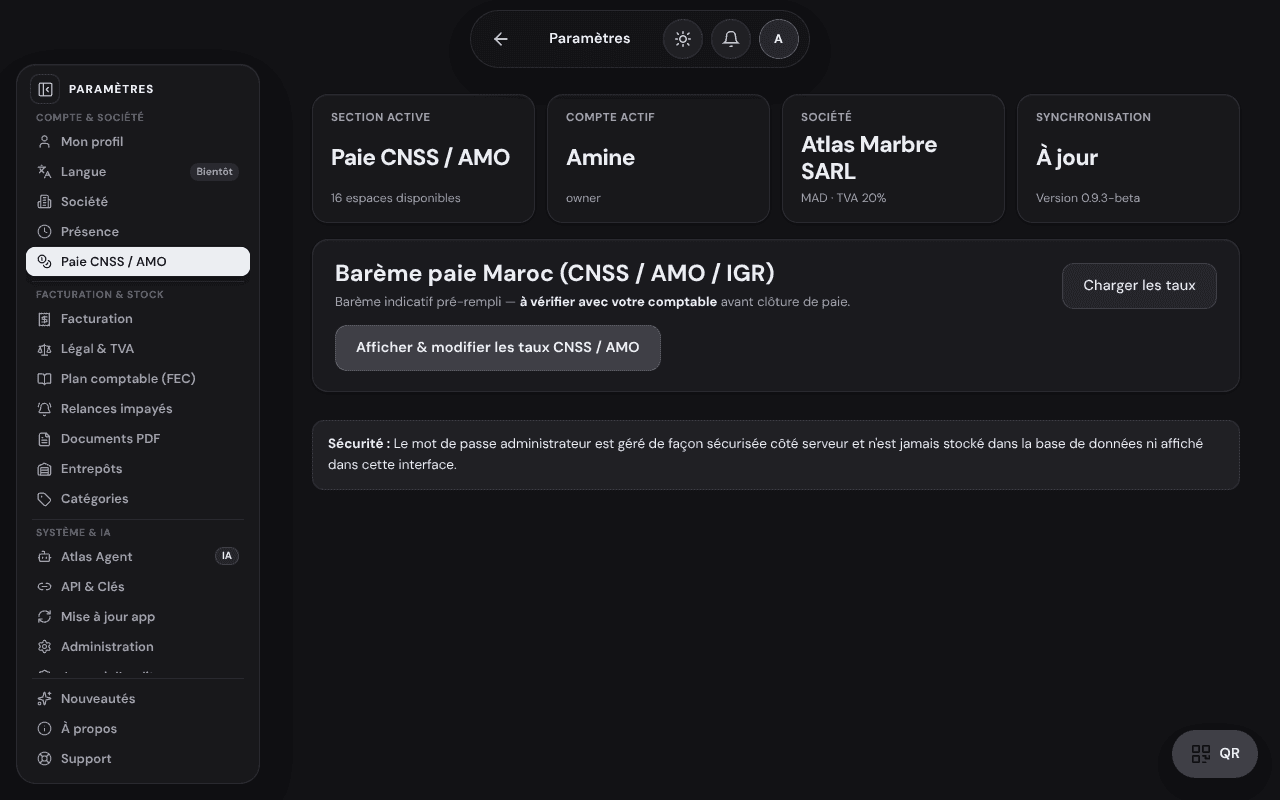 Paramètres
A
PARAMÈTRES
COMPTE & SOCIÉTÉ
Mon profil
Langue
Bientôt
Société
Présence
Paie CNSS / AMO
FACTURATION & STOCK
Facturation
Légal & TVA
Plan comptable (FEC)
Relances impayés
Documents PDF
Entrepôts
Catégories
SYSTÈME & IA
Atlas Agent
IA
API & Clés
Mise à jour app
Administration
Nouveautés
À propos
Support
SECTION ACTIVE
Paie CNSS / AMO
16 espaces disponibles
COMPTE ACTIF
Amine
owner
SOCIÉTÉ
Atlas Marbre
SARL
MAD · TVA 20%
SYNCHRONISATION
À jour
Version 0.9.3-beta
Barème paie Maroc (CNSS / AMO / IGR)
Barème indicatif pré-rempli — à vérifier avec votre comptable avant clôture de paie.
Charger les taux
Afficher & modifier les taux CNSS / AMO
Sécurité : Le mot de passe administrateur est géré de façon sécurisée côté serveur et n'est jamais stocké dans la base de données ni affiché
dans cette interface.
QR